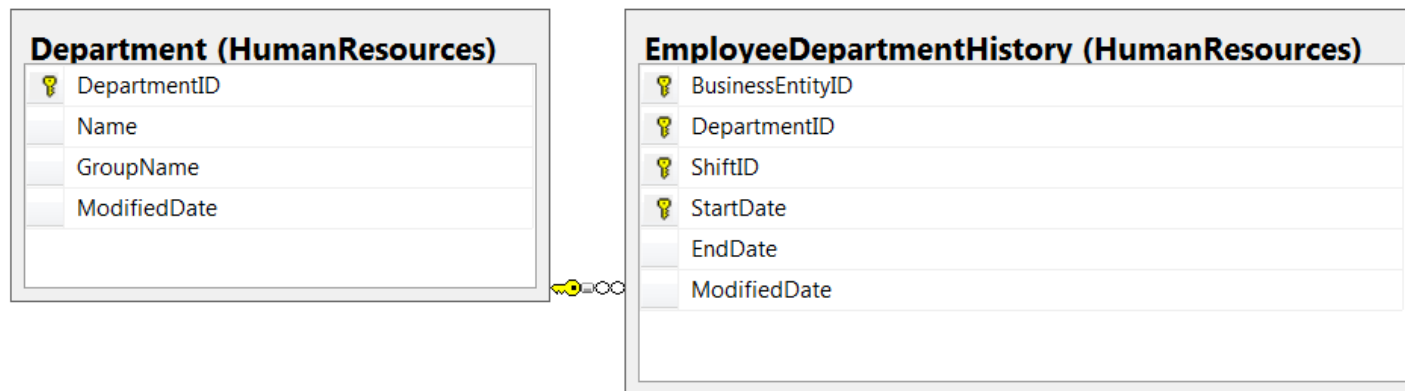 Department (HumanResources)
DepartmentID
Name
GroupName
ModifiedDate
EmployeeDepartmentHistory (HumanResources)
BusinessEntityID
DepartmentID
ShiftID
StartDate
EndDate
ModifiedDate